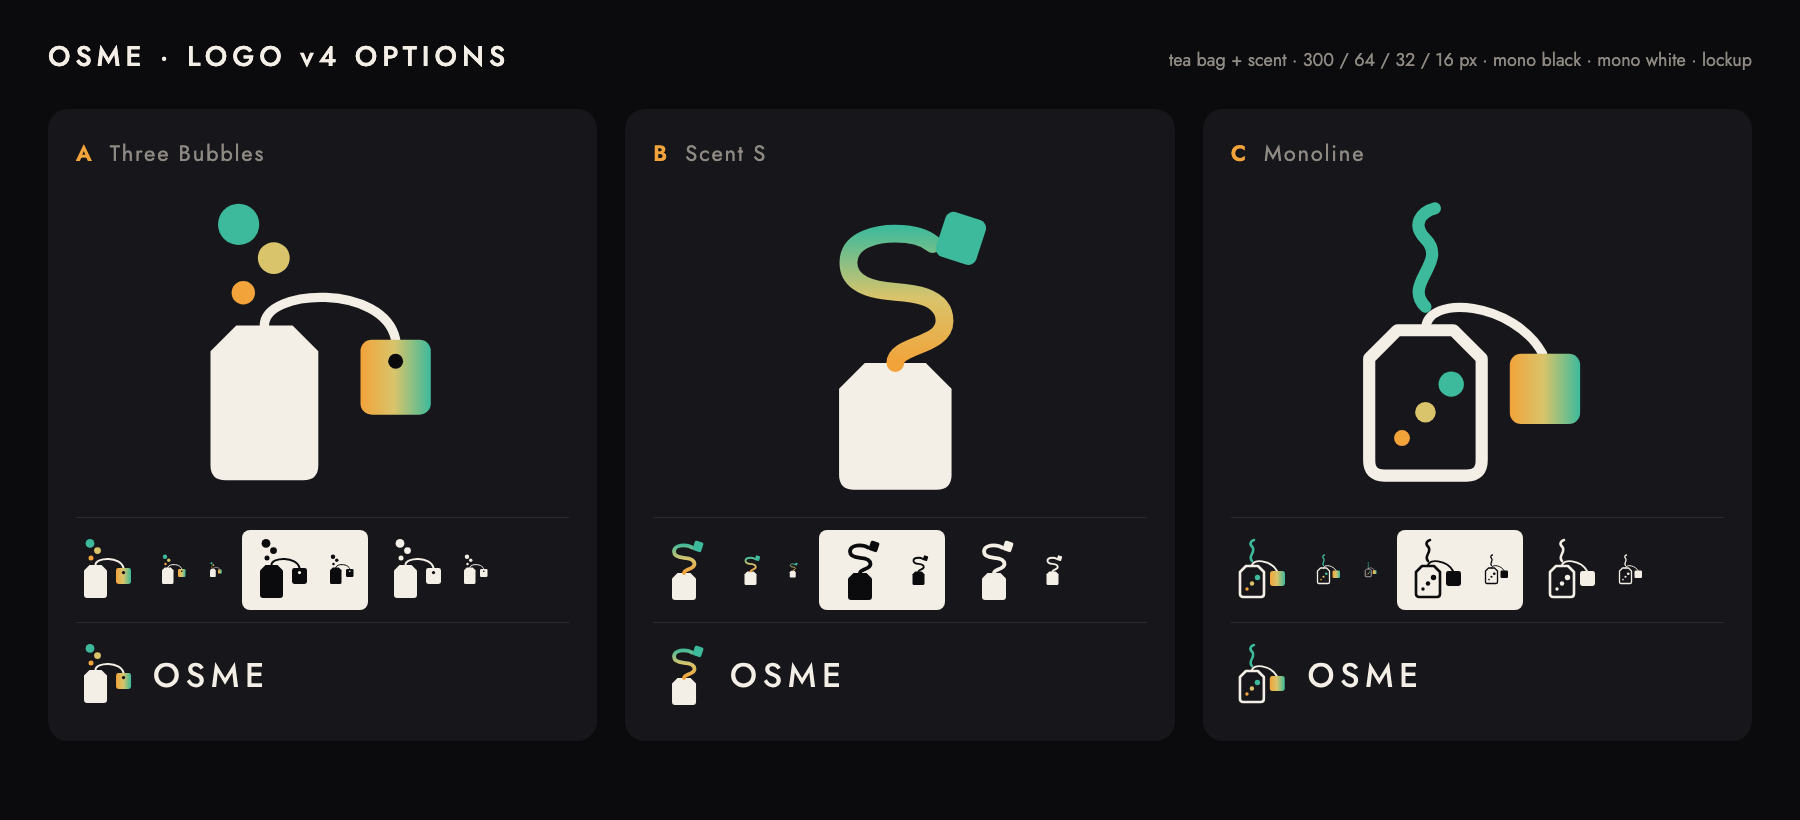 OSME · LOGO v4 OPTIONS
tea bag + scent · 300 / 64 / 32 / 16 px · mono black · mono white · lockup
A Three Bubbles
B Scent S
C Monoline
OSME
OSME
OSME